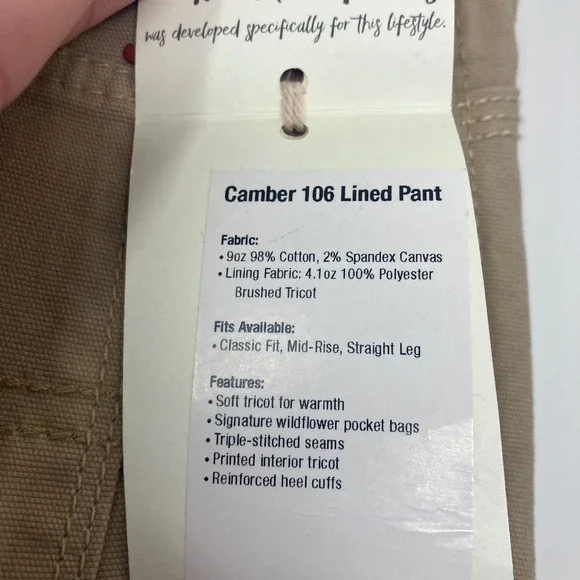 was developed specifically for this lifestyle.
Camber 106 Lined Pant
Fabric:
• 9oz 98% Cotton, 2% Spandex Canvas
• Lining Fabric: 4.1oz 100% Polyester
Brushed Tricot
Fits Available:
• Classic Fit, Mid-Rise, Straight Leg
Features:
• Soft tricot for warmth
• Signature wildflower pocket bags
• Triple-stitched seams
• Printed interior tricot
• Reinforced heel cuffs